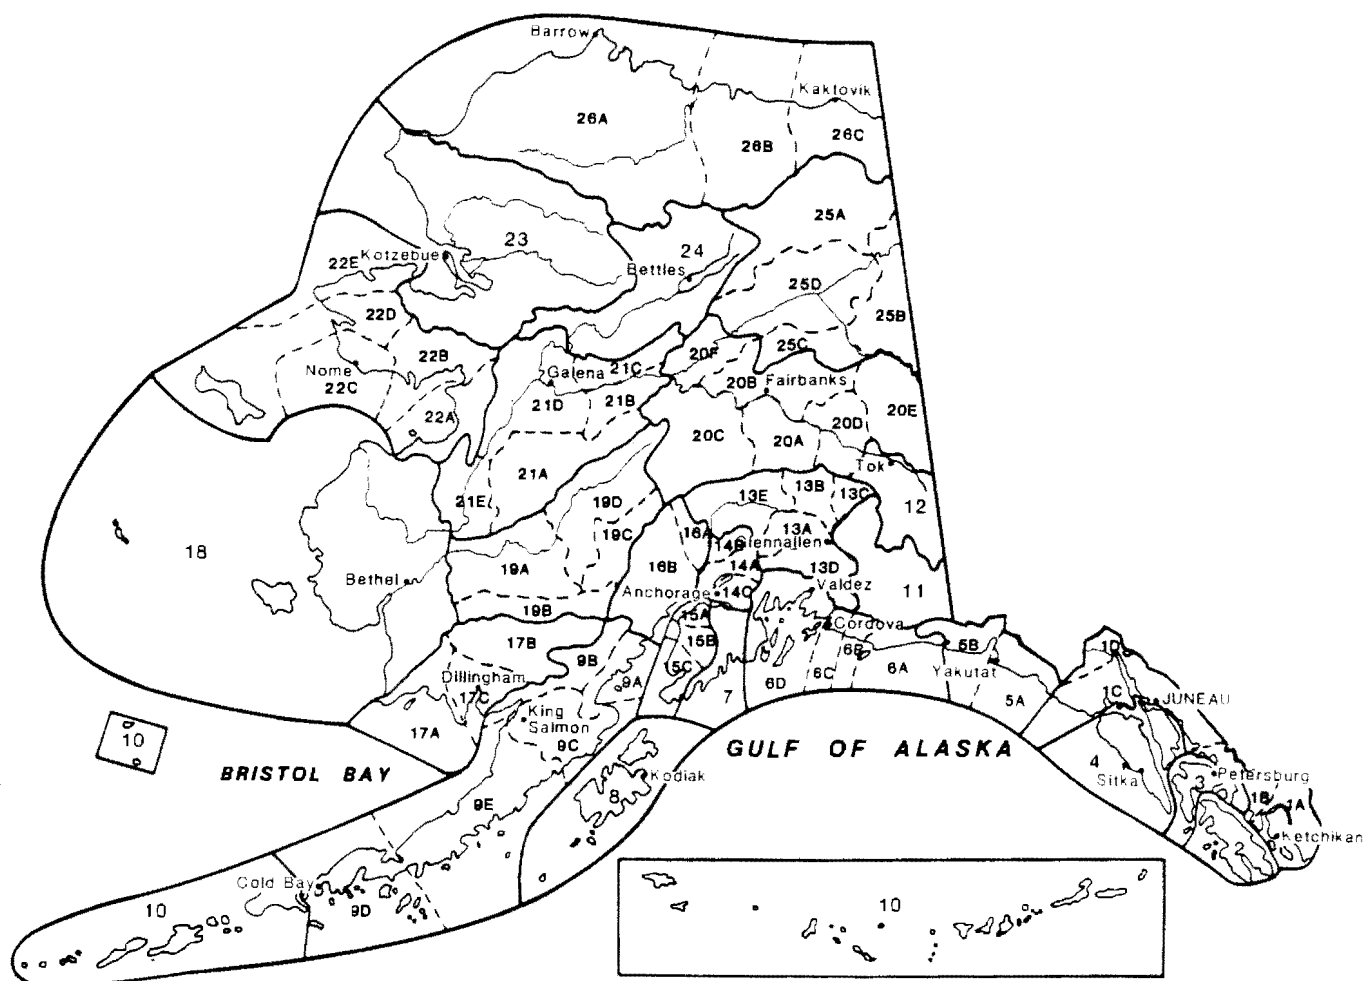 Barrow
Kaktovik
26A
26B
26C
25A
23
24
Kotzebue
22E
Bettles
25D
22D
25B
22B
20F
25C
Nome
22C
Galena
21C
20B
Fairbanks
21D
21B
22A
20E
20D
20C
20A
Tok
21A
21E
19D
13E
13B
13C
12
19C
16A
13A
14B
Glennallen
18
16B
14A
13D
19A
Bethel
Valdez
Anchorage
14C
11
19B
15A
Cordova
17B
15B
6B
5B
1D
9B
15C
6A
Yakutat
Dillingham
17C
9A
6D
6C
7
5A
1C
JUNEAU
King
Salmon
17A
10
9C
GULF OF ALASKA
BRISTOL BAY
4
Sitka
Kodiak
8
3
Petersburg
9E
1B
1A
Ketchikan
2
Cold Bay
10
9D
10